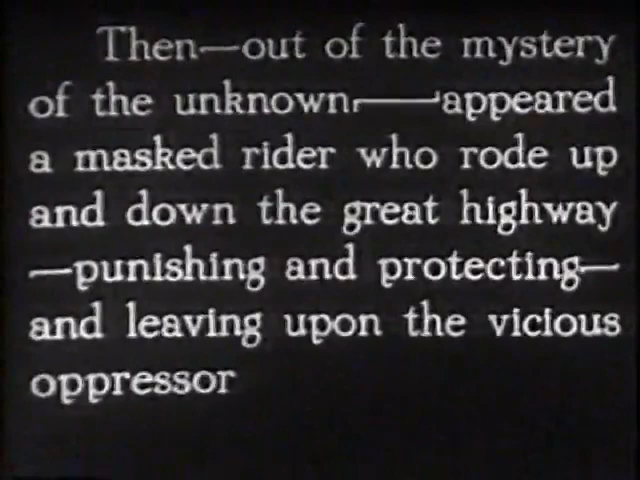 Then—out of the mystery
of the unknown——appeared
a masked rider who rode up
and down the great highway
—punishing and protecting—
and leaving upon the vicious
oppressor